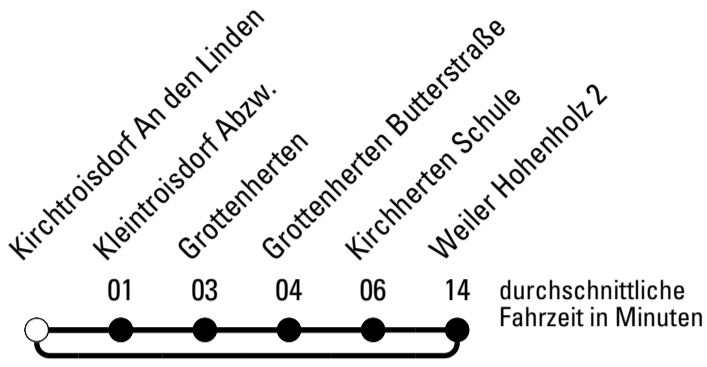 Kirchtroisdorf An den Linden
Kleintroisdorf Abzw.
Grottenherten
Grottenherten Butterstraße
Kirchherten Schule
Weiler Hohenholz 2
01 03 04 06 14
durchschnittliche
Fahrzeit in Minuten